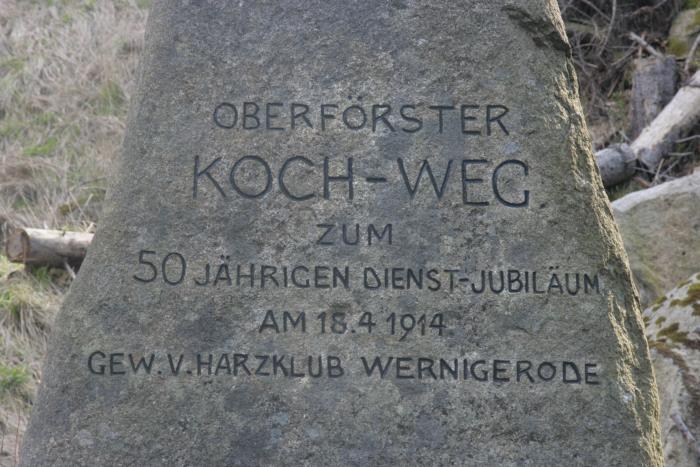 OBERFÖRSTER
KOCH-WEG
ZUM
50 JÄHRIGEN DIENST-JUBILÄUM
AM 18.4 1914
GEW. V. HARZKLUB WERNIGERODE